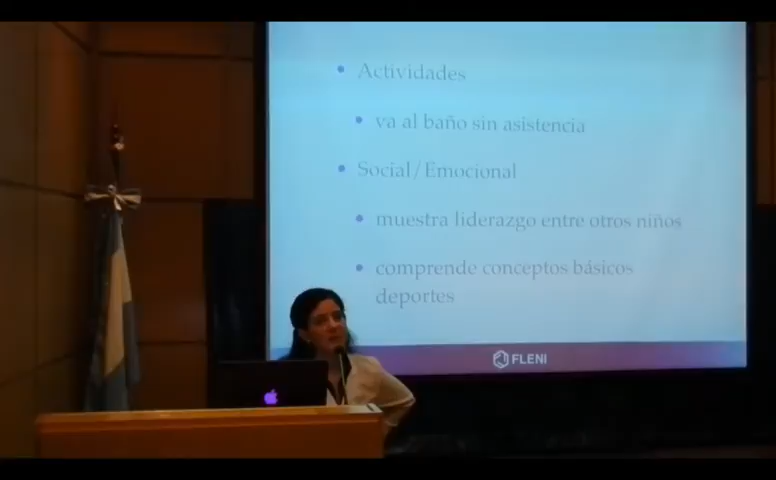 Actividades
va al baño sin asistencia
Social/Emocional
muestra liderazgo entre otros niños
comprende conceptos básicos
deportes
FLENI